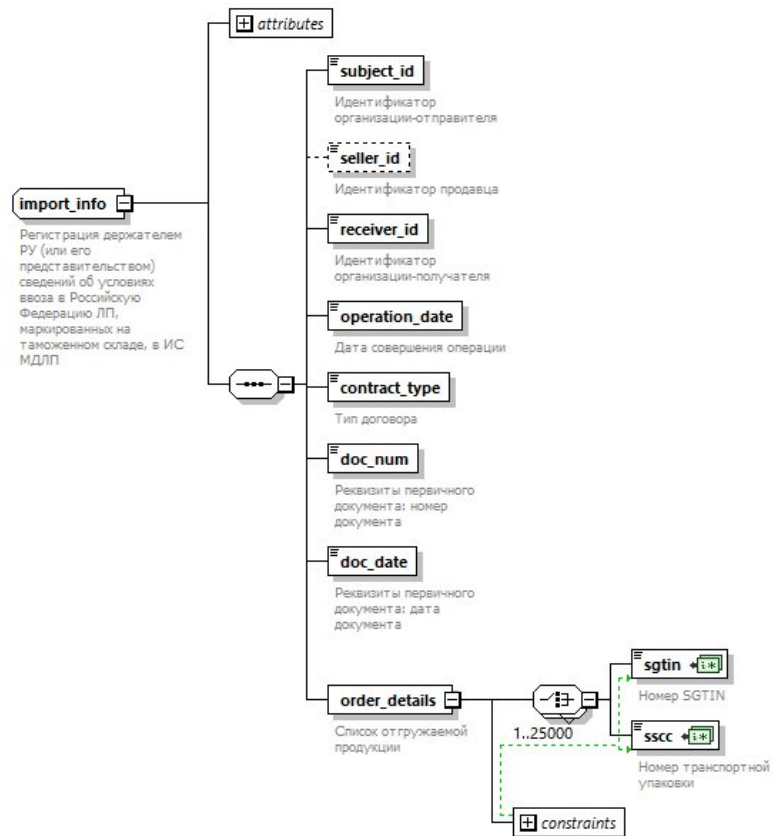 attributes
subject_id
Идентификатор
организации-отправителя
seller_id
Идентификатор продавца
import_info
Регистрация держателем
РУ (или его
представительством)
сведений об условиях
ввоза в Российскую
Федерацию ЛП,
маркированных на
таможенном складе, в ИС
МДЛП
receiver_id
Идентификатор
организации-получателя
operation_date
Дата совершения операции
contract_type
Тип договора
doc_num
Реквизиты первичного
документа: номер
документа
doc_date
Реквизиты первичного
документа: дата
документа
order_details
Список отгружаемой
продукции
1..25000
sgtin
Номер SGTIN
sscc
Номер транспортной
упаковки
constraints